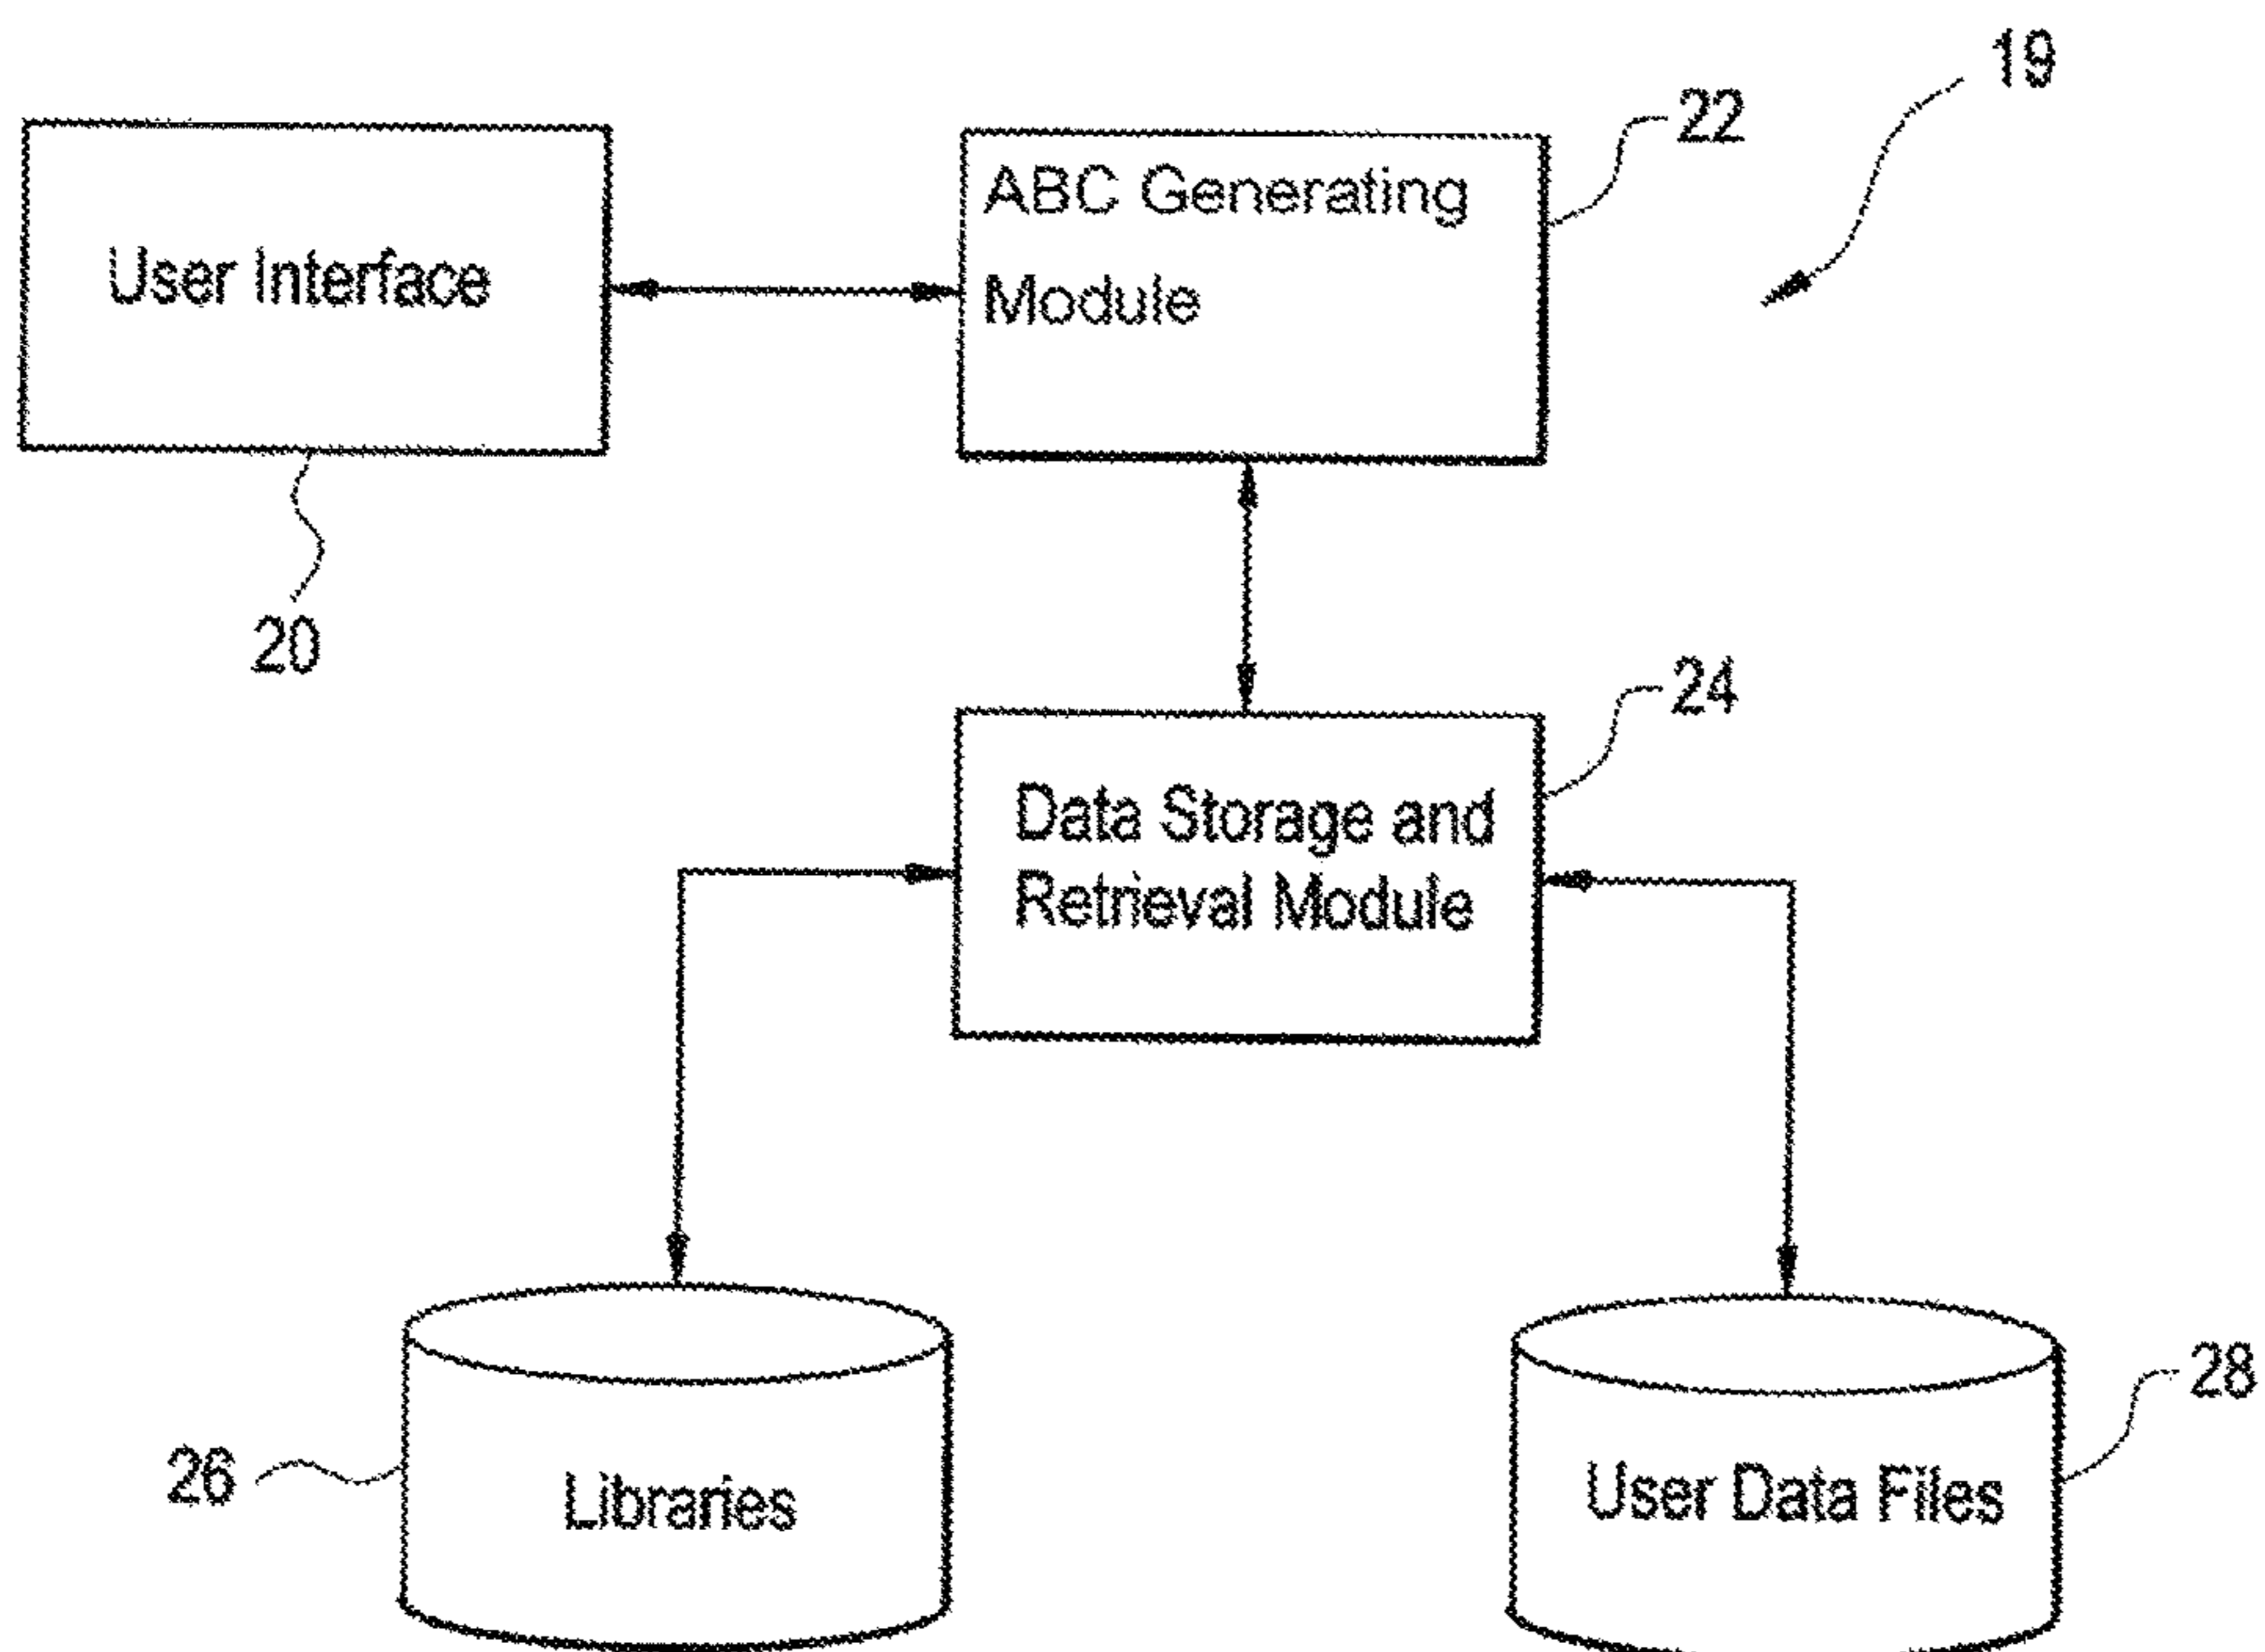 19
22
User Interface
ABC Generating
Module
20
24
Data Storage and
Retrieval Module
28
26
Libraries
User Data Files